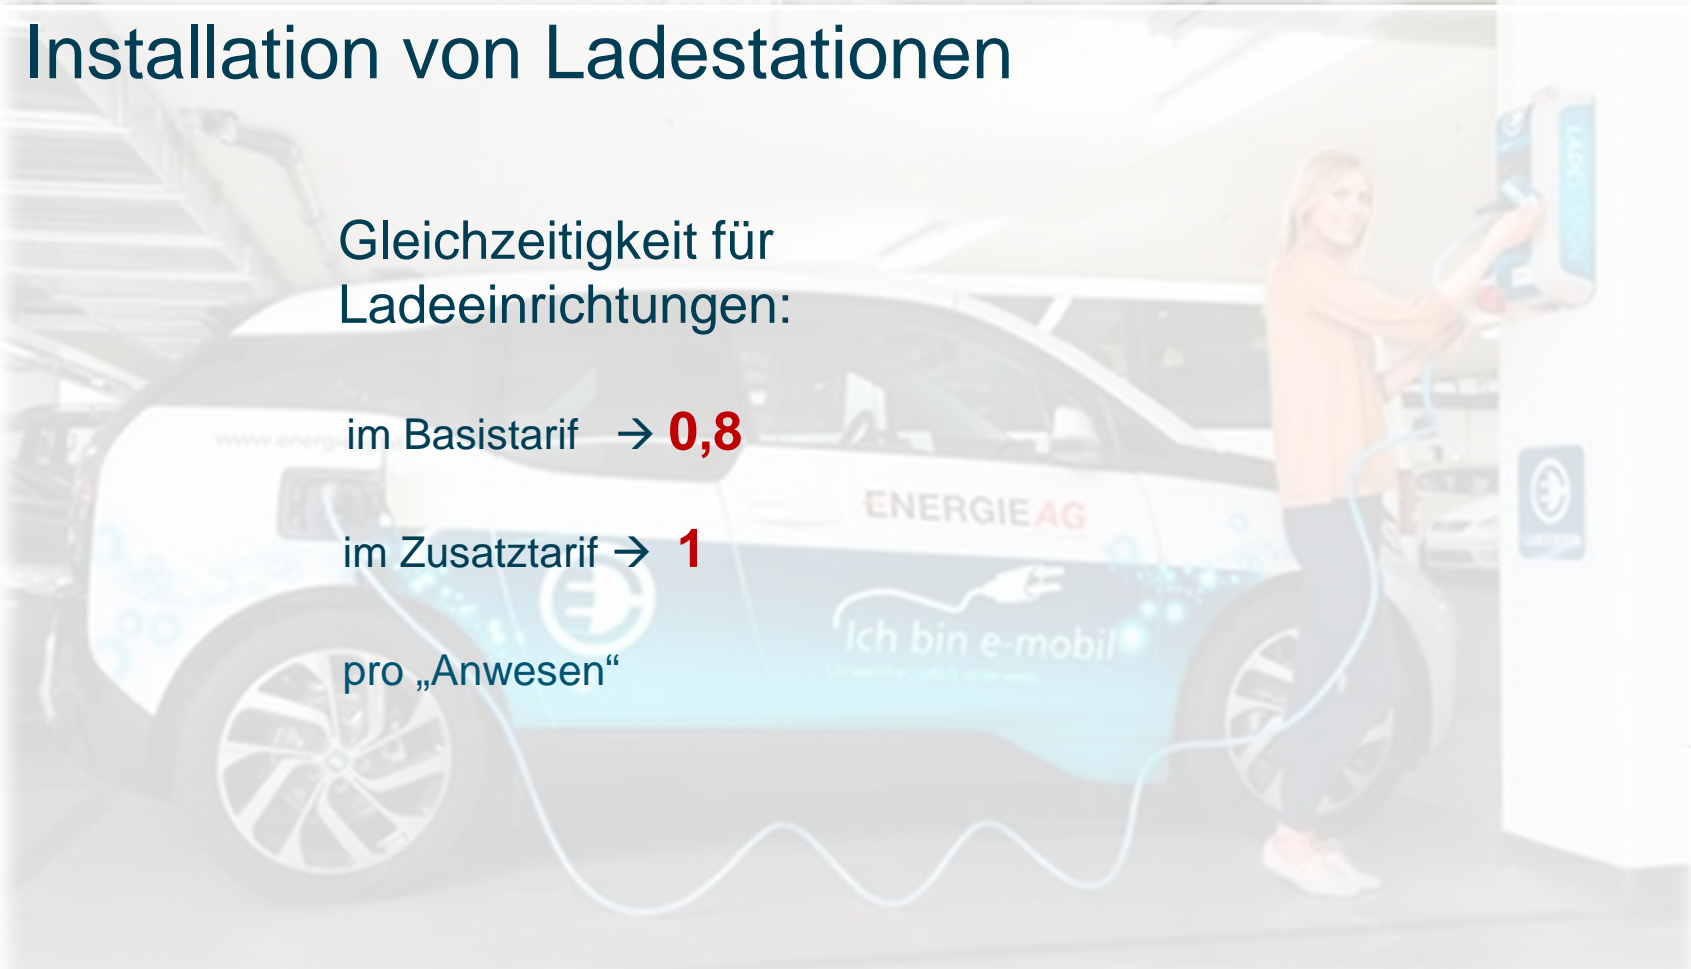 Installation von Ladestationen
Gleichzeitigkeit für
Ladeeinrichtungen:
im Basistarif → 0,8
im Zusatztarif → 1
pro „Anwesen“
ENERGIE AG
Ich bin e-mobil